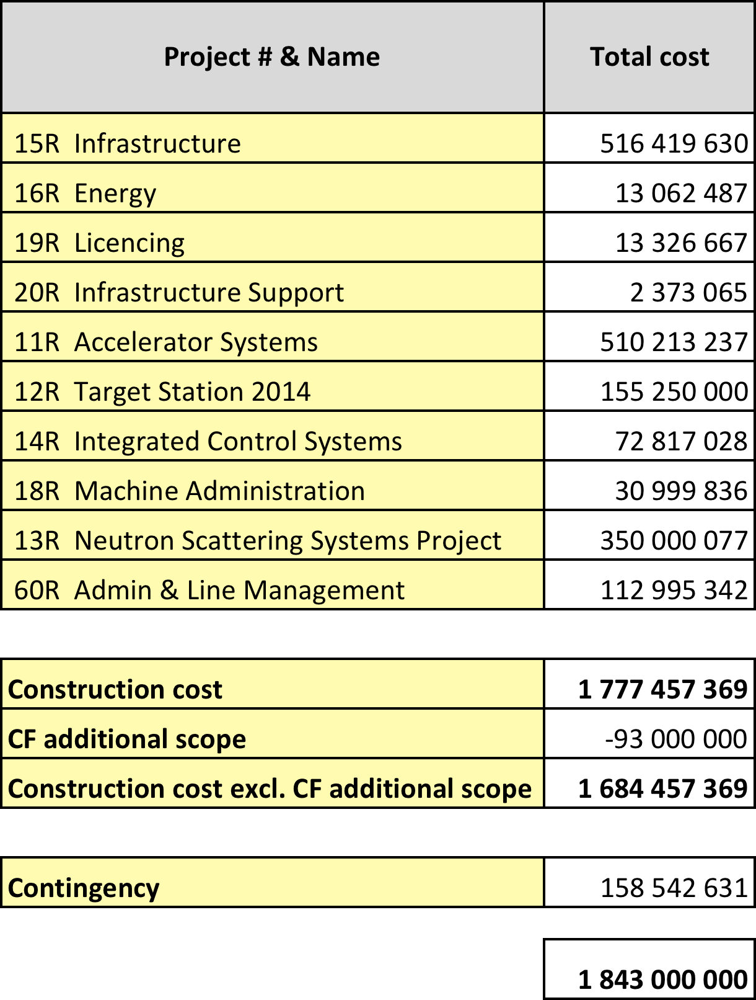 Project # & Name Total cost
15R Infrastructure 516 419 630
16R Energy 13 062 487
19R Licencing 13 326 667
20R Infrastructure Support 2 373 065
11R Accelerator Systems 510 213 237
12R Target Station 2014 155 250 000
14R Integrated Control Systems 72 817 028
18R Machine Administration 30 999 836
13R Neutron Scattering Systems Project 350 000 077
60R Admin & Line Management 112 995 342
Construction cost 1 777 457 369
CF additional scope -93 000 000
Construction cost excl. CF additional scope 1 684 457 369
Contingency 158 542 631
1 843 000 000